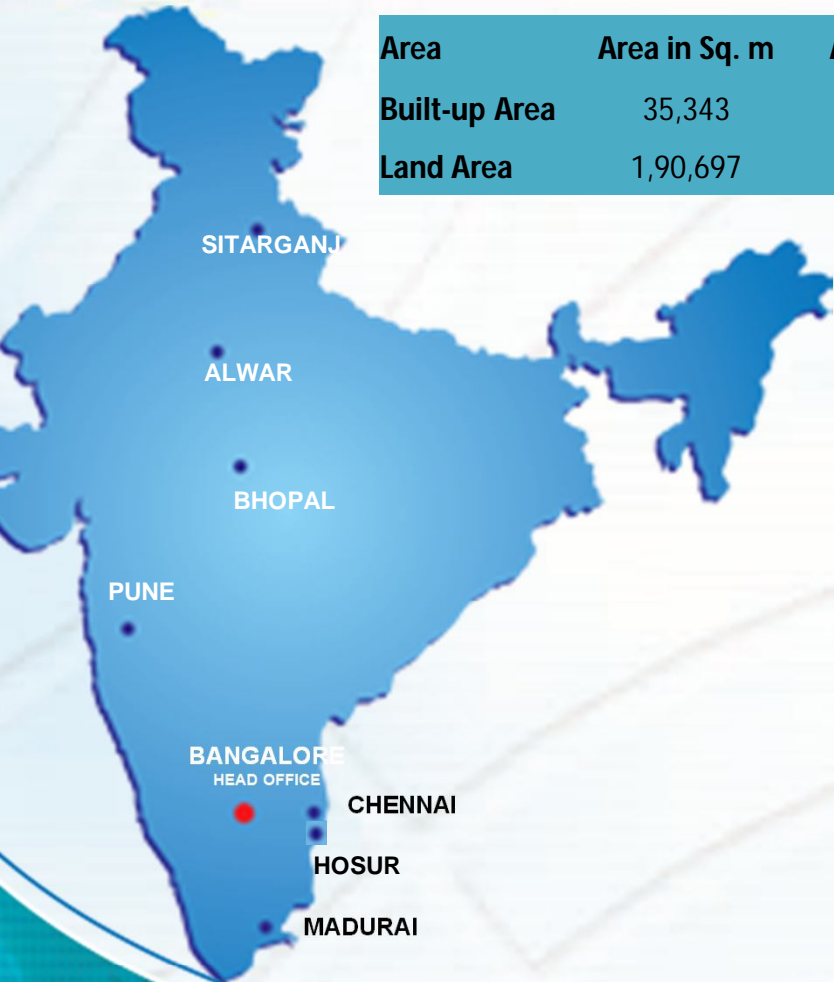 Area Area in Sq. m
Built-up Area 35,343
Land Area 1,90,697
SITARGANJ
ALWAR
BHOPAL
PUNE
BANGALORE
HEAD OFFICE
CHENNAI
HOSUR
MADURAI